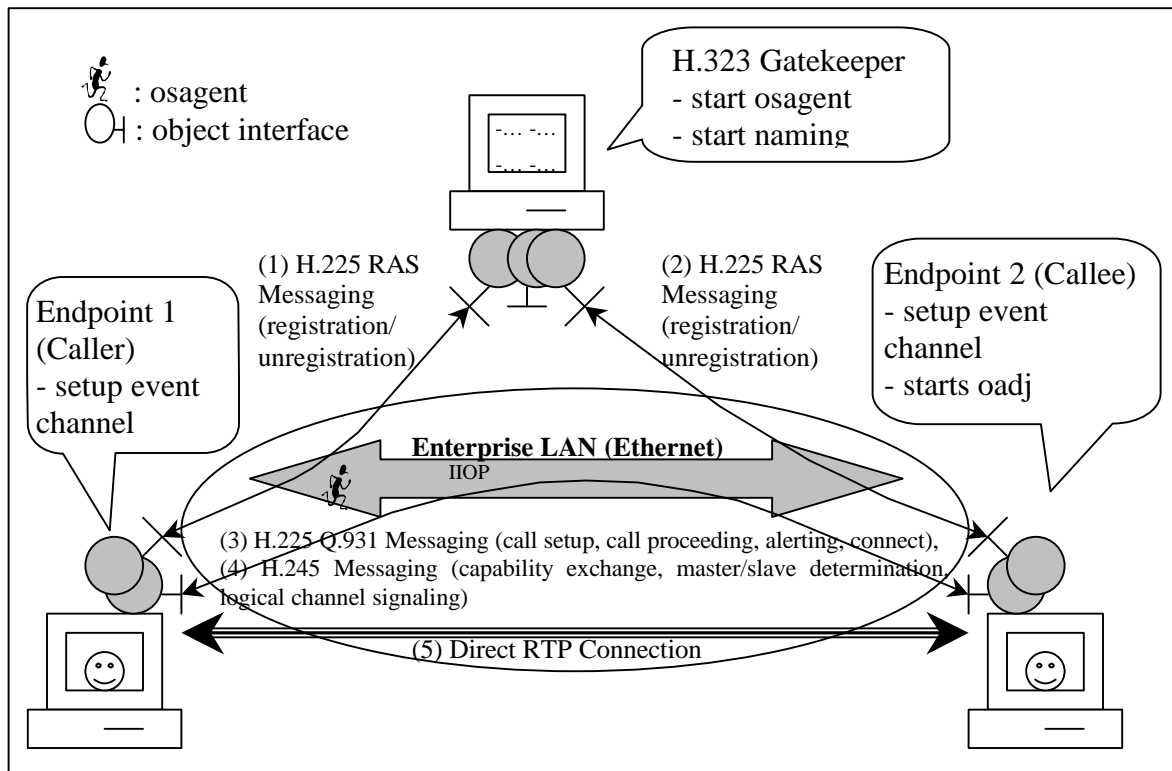 : osagent
: object interface
H.323 Gatekeeper
- start osagent
- start naming
-... -...
-... -...
(1) H.225 RAS
Messaging
(registration/
unregistration)
(2) H.225 RAS
Messaging
(registration/
unregistration)
Endpoint 1
(Caller)
- setup event
channel
Endpoint 2 (Callee)
- setup event
channel
- starts oadj
Enterprise LAN (Ethernet)
IIOP
(3) H.225 Q.931 Messaging (call setup, call proceeding, alerting, connect),
(4) H.245 Messaging (capability exchange, master/slave determination,
logical channel signaling)
(5) Direct RTP Connection